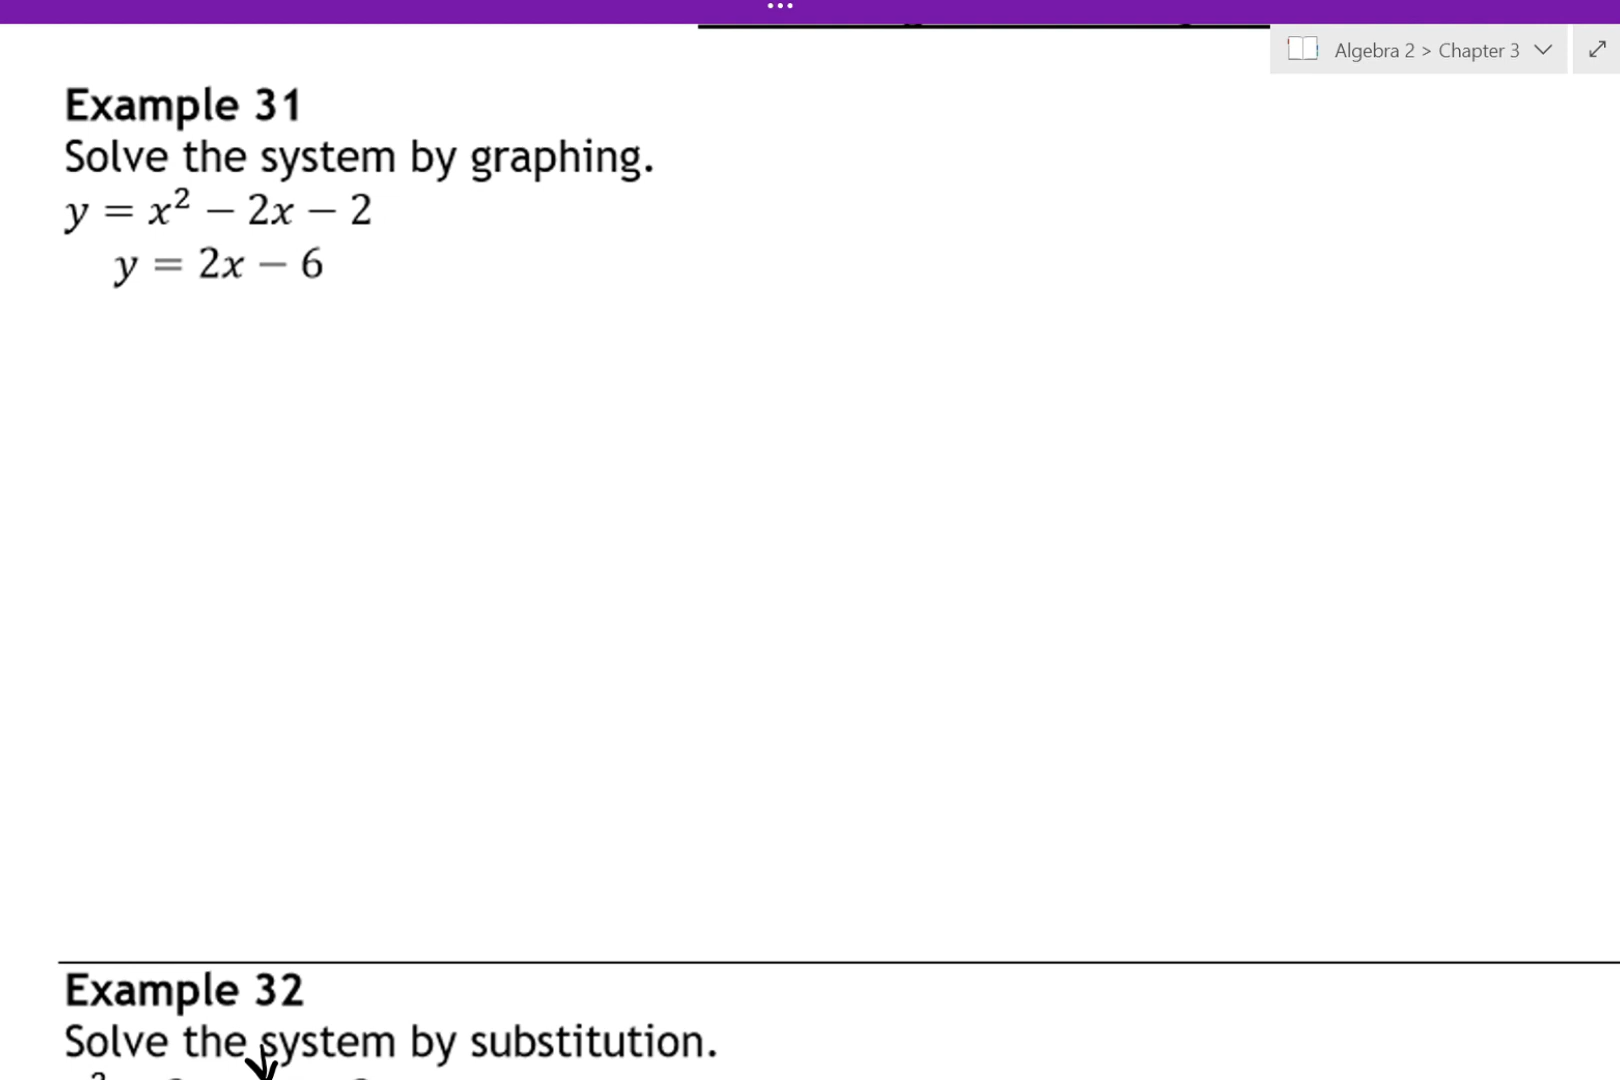 Algebra 2 > Chapter 3
Example 31
Solve the system by graphing.
y = x² − 2x − 2
y = 2x − 6
Example 32
Solve the system by substitution.